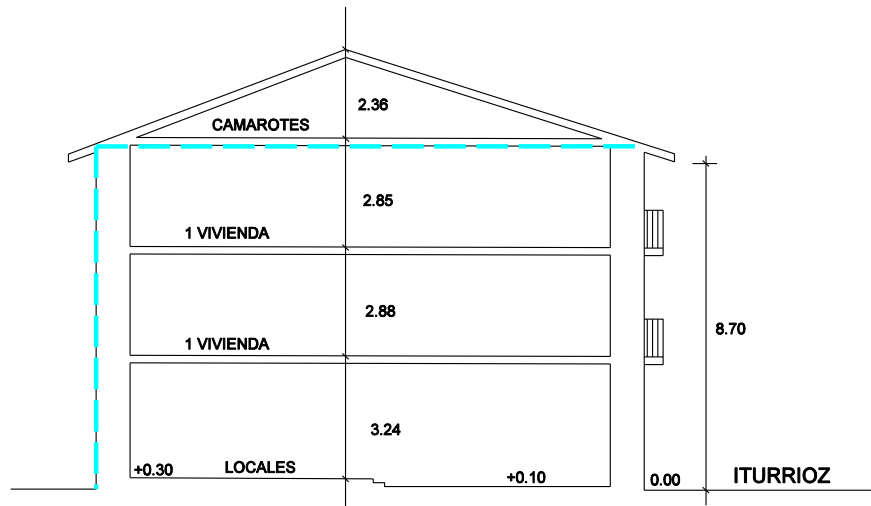 2.36
CAMAROTES
2.85
1 VIVIENDA
2.88
8.70
1 VIVIENDA
3.24
+0.30 LOCALES +0.10 0.00 ITURRIOZ